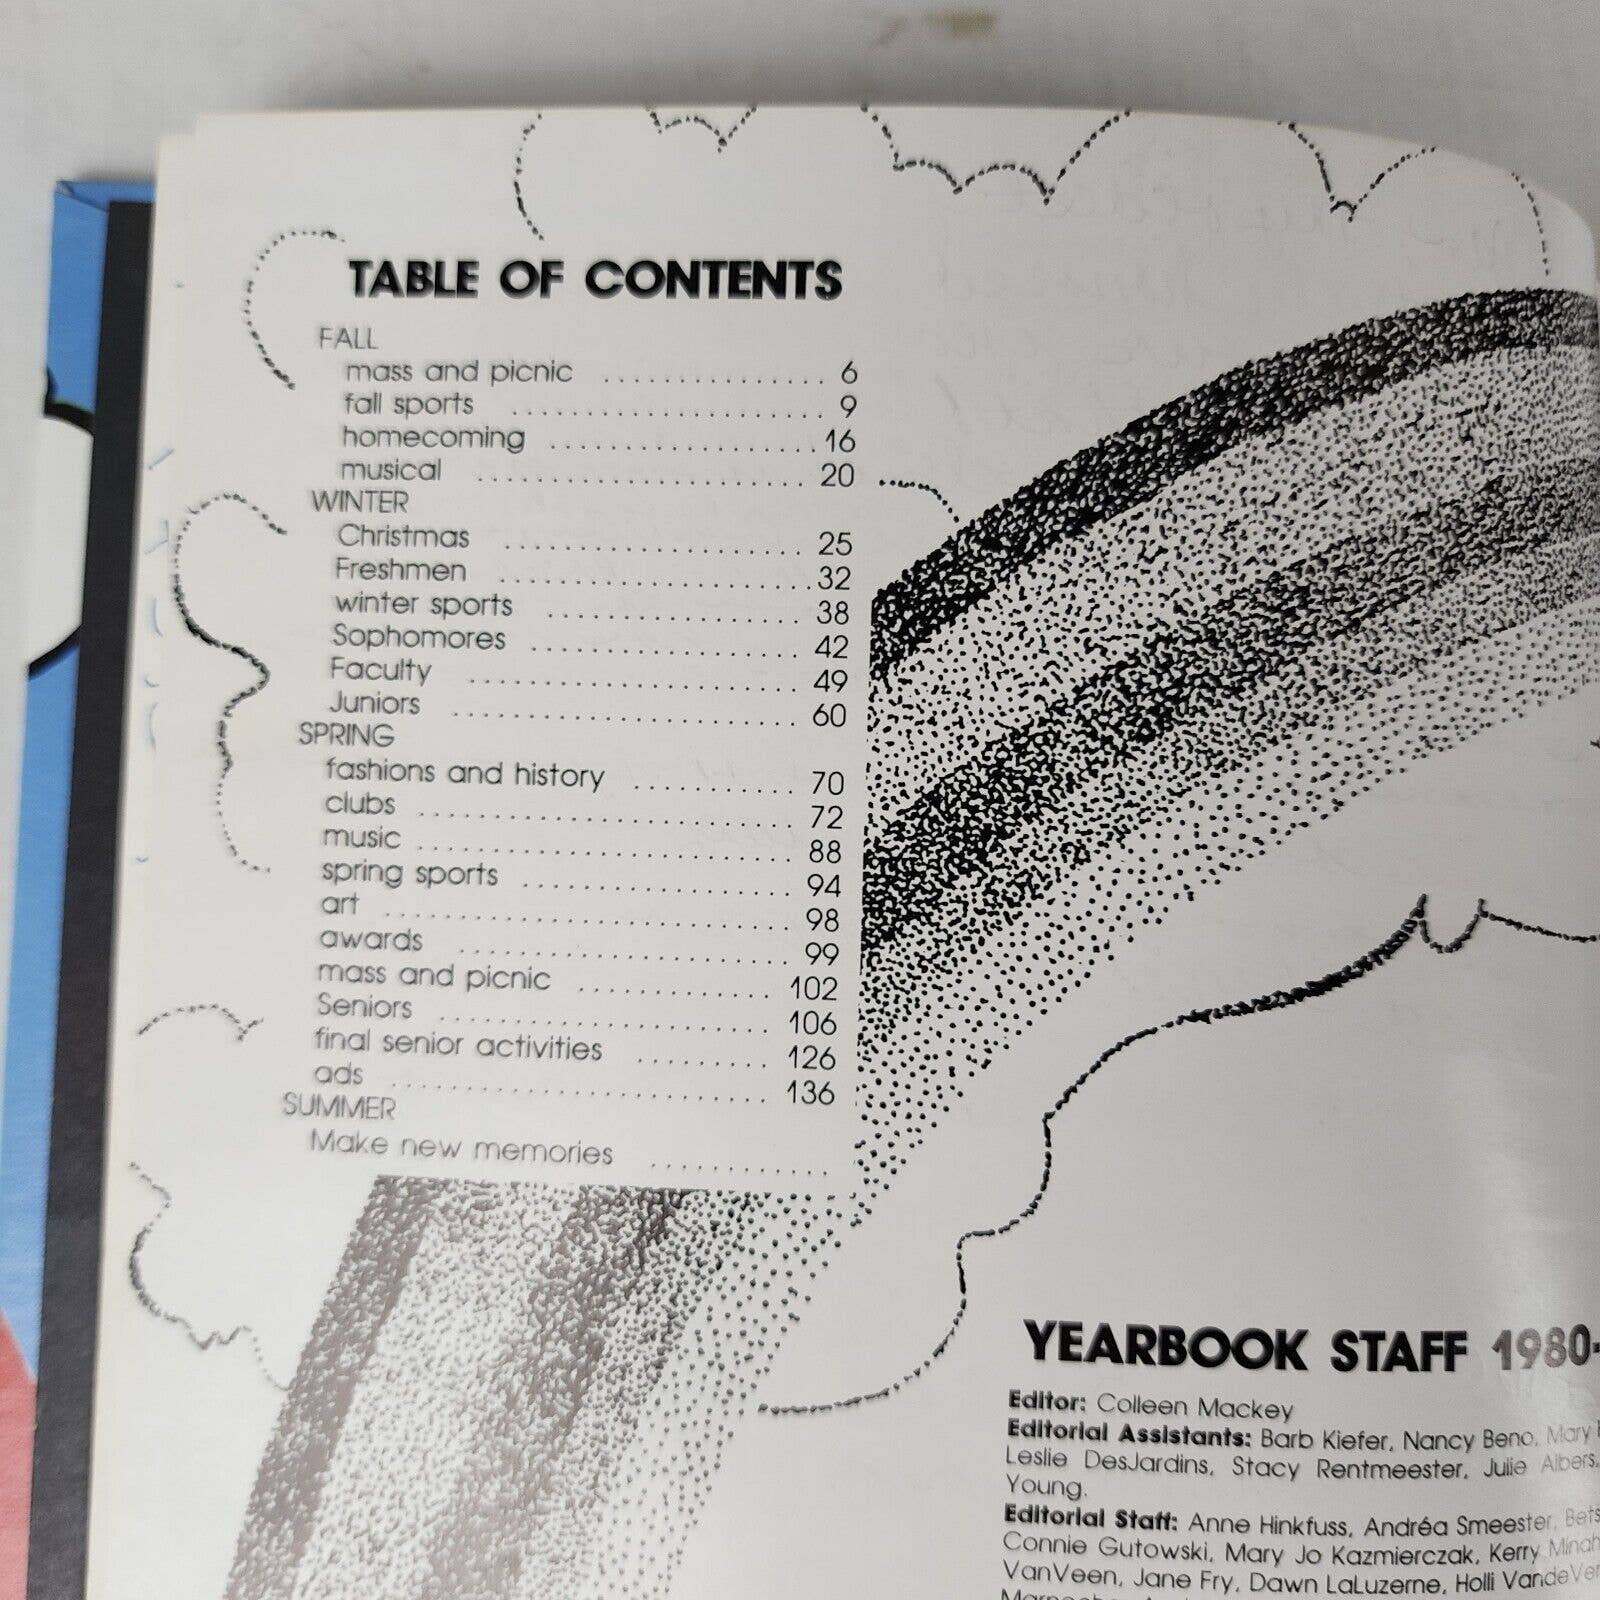 TABLE OF CONTENTS
FALL
mass and picnic ............... 6
fall sports ..................... 9
homecoming .................. 16
musical ...................... 20
WINTER
Christmas .................... 25
Freshmen ..................... 32
winter sports ................. 38
Sophomores .................. 42
Faculty ...................... 49
Juniors ....................... 60
SPRING
fashions and history ........... 70
clubs ......................... 72
music ......................... 88
spring sports .................. 94
art ............................ 98
awards ...................... 99
mass and picnic ............. 102
Seniors ...................... 106
final senior activities ......... 126
ads ......................... 136
SUMMER
Make new memories ............
YEARBOOK STAFF 1980-
Editor: Colleen Mackey
Editorial Assistants: Barb Kiefer, Nancy Beno, Mary
Leslie DesJardins, Stacy Rentmeester, Julie Albers,
Young.
Editorial Staff: Anne Hinkfuss, Andréa Smeester,
Connie Gutowski, Mary Jo Kazmierczak, Kerry
VanVeen, Jane Fry, Dawn LaLuzerne, Holli